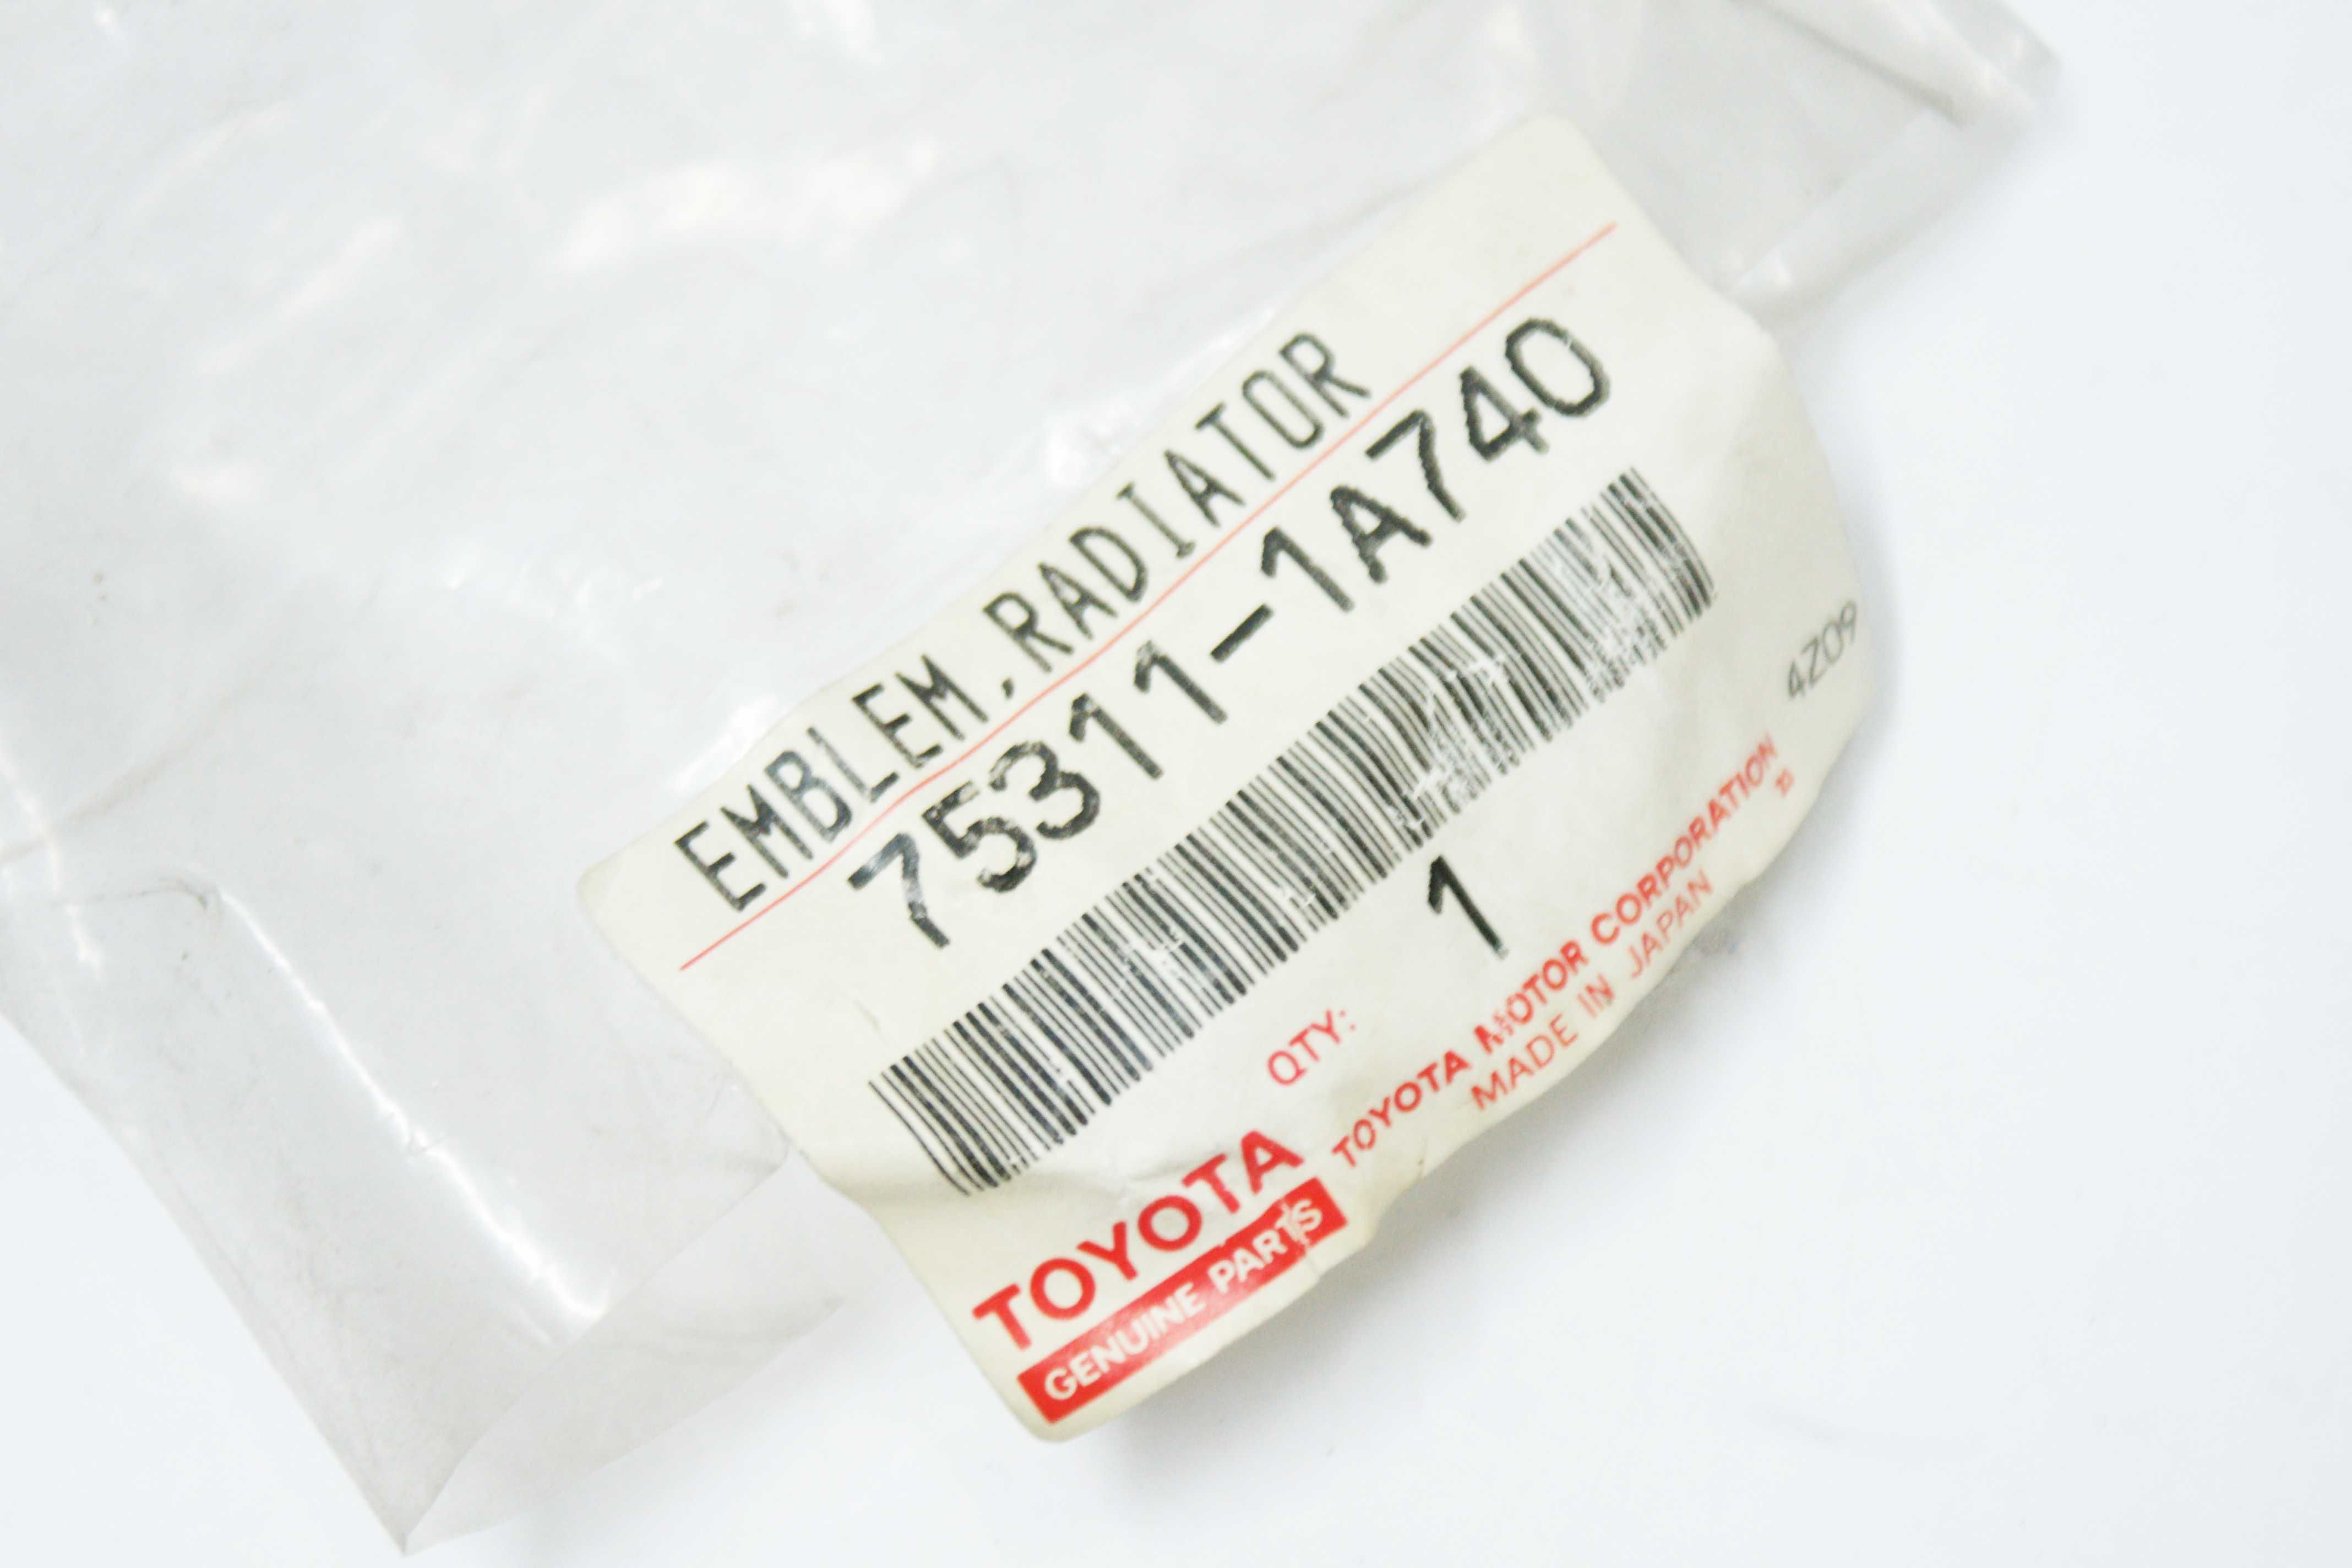 EMBLEM,RADIATOR
75311-1A740
QTY: 1
4Z09
TOYOTA
GENUINE PARTS
TOYOTA MOTOR CORPORATION
MADE IN JAPAN